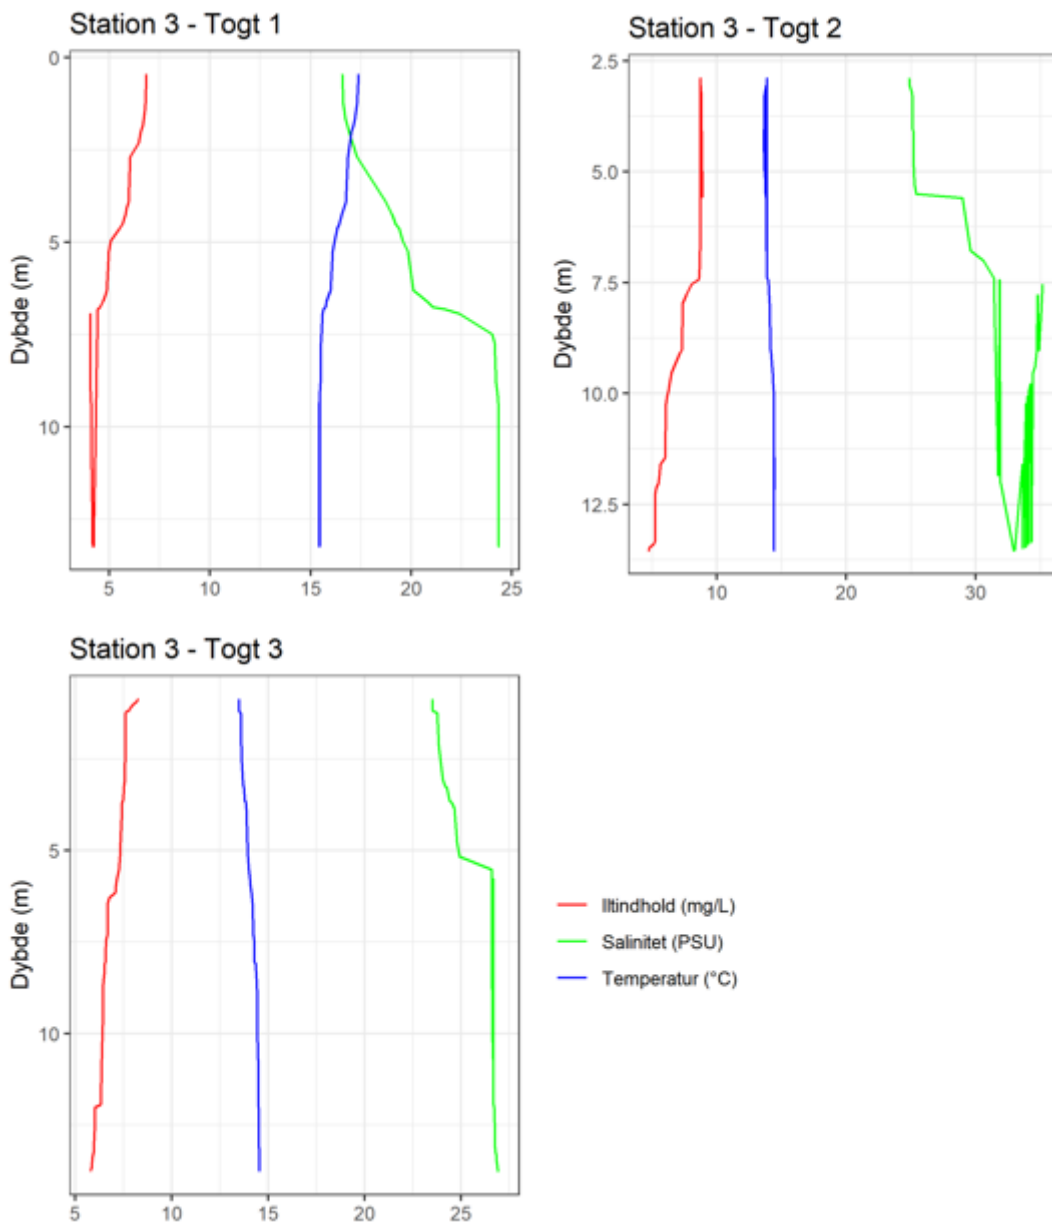 Station 3 - Togt 1
0
5
10
Dybde (m)
5
10
15
20
25
Station 3 - Togt 2
2.5
5.0
7.5
10.0
12.5
Dybde (m)
10
20
30
Station 3 - Togt 3
5
10
Dybde (m)
5
10
15
20
25
Iltindhold (mg/L)
Salinitet (PSU)
Temperatur (°C)